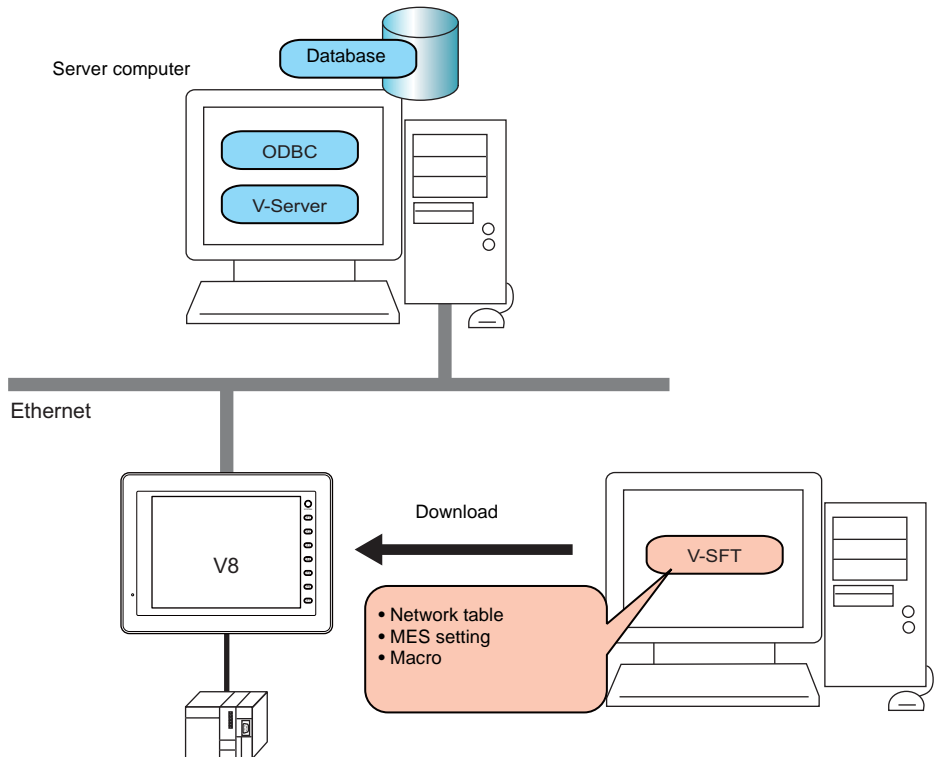 Database
Server computer
ODBC
V-Server
Ethernet
Download
V8
V-SFT
• Network table
• MES setting
• Macro